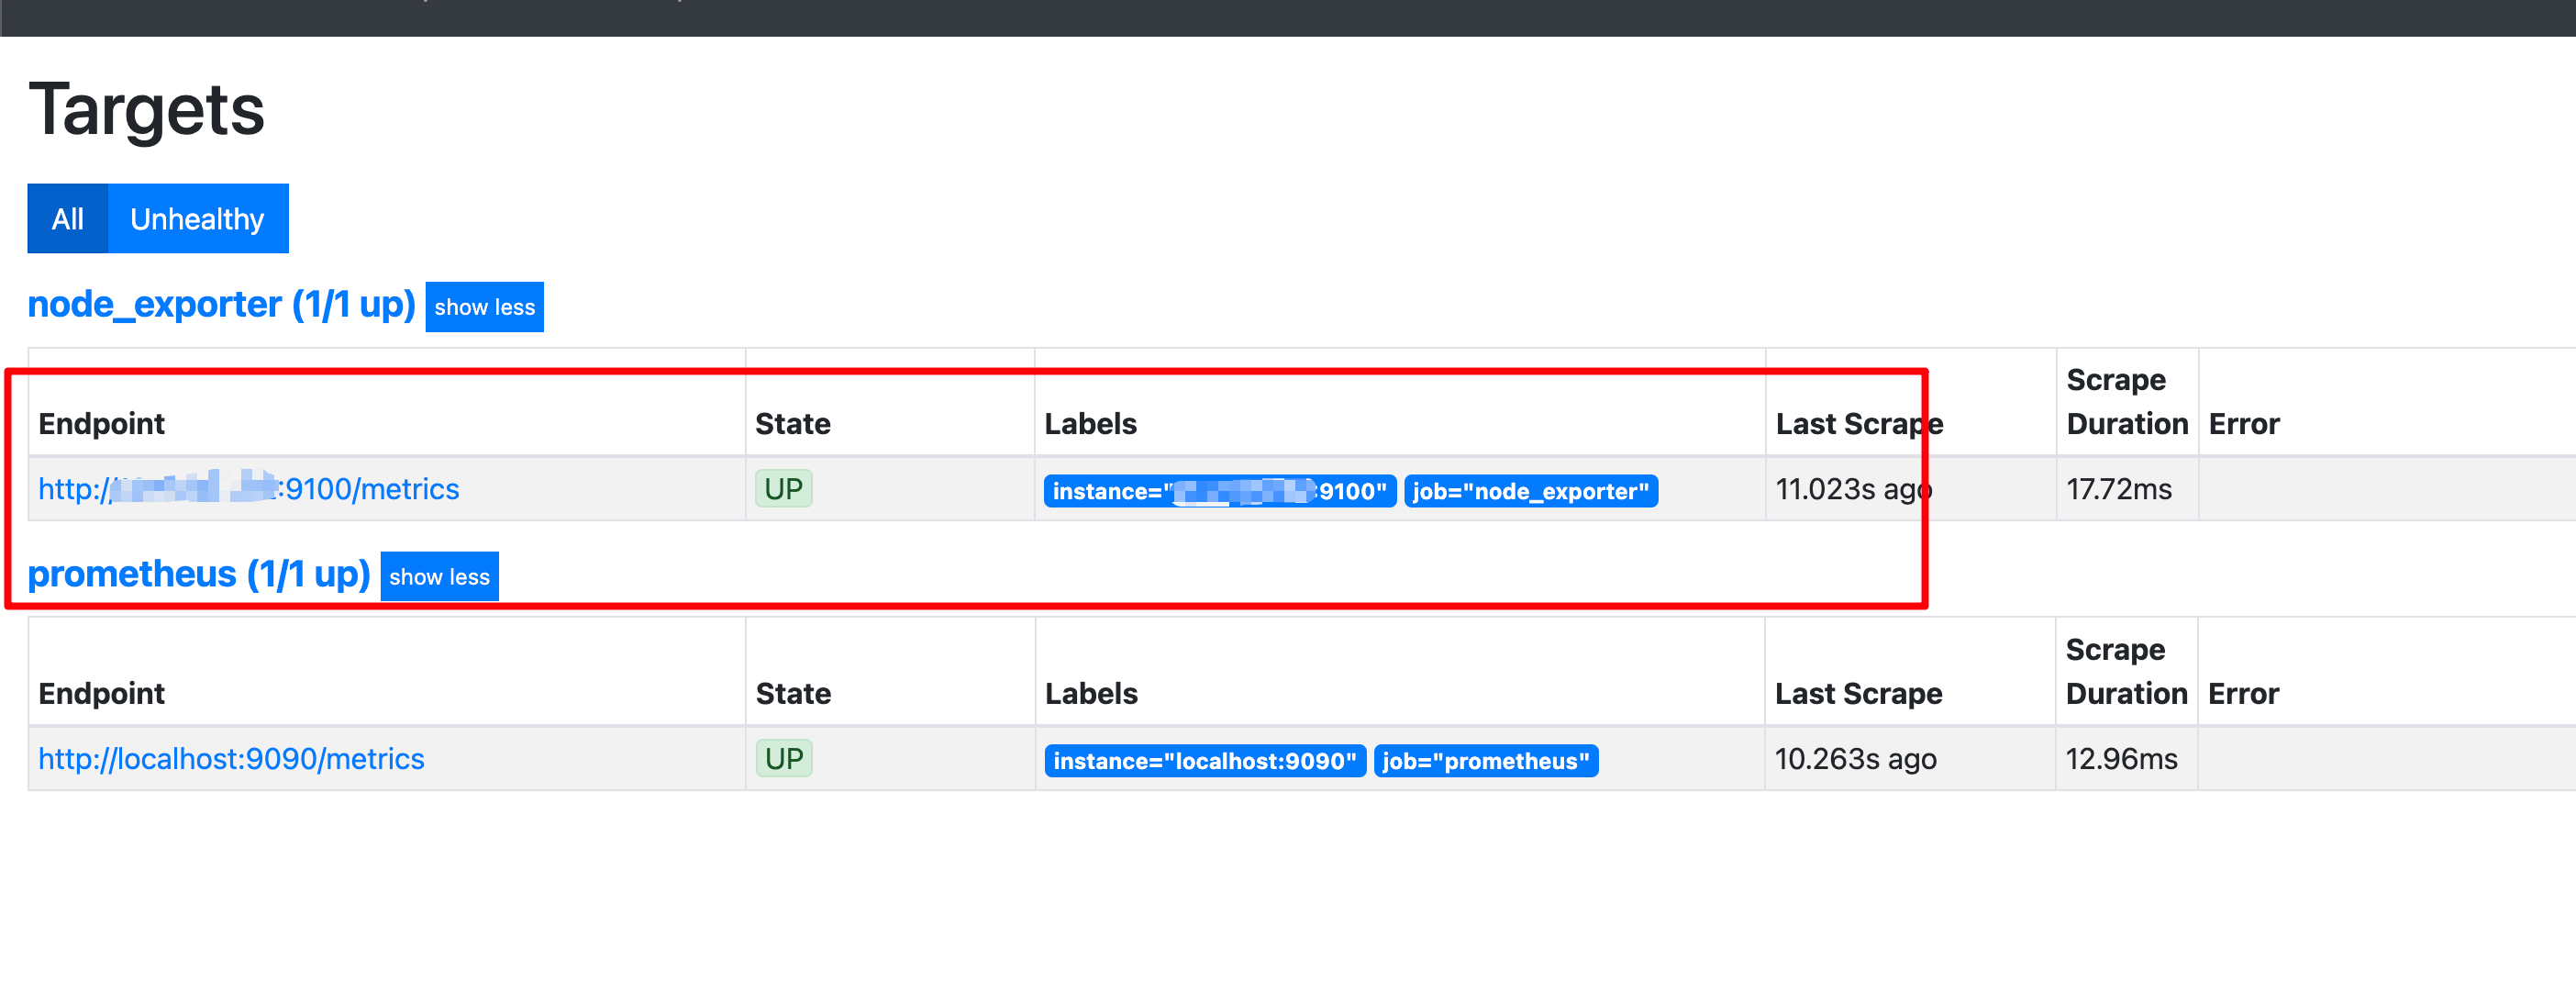 Targets
All Unhealthy
node_exporter (1/1 up) show less
Endpoint State Labels Last Scrape Scrape Duration Error
http:// :9100/metrics UP instance=" :9100" job="node_exporter" 11.023s ago 17.72ms
prometheus (1/1 up) show less
Endpoint State Labels Last Scrape Scrape Duration Error
http://localhost:9090/metrics UP instance="localhost:9090" job="prometheus" 10.263s ago 12.96ms